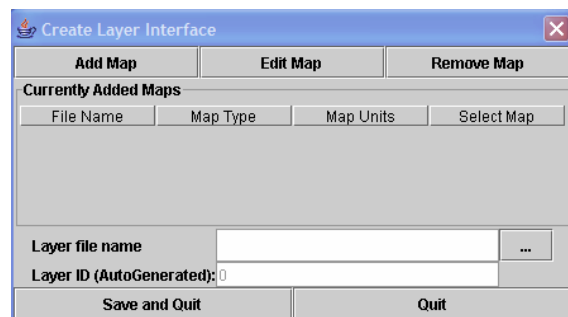 Create Layer Interface
Add Map Edit Map Remove Map
Currently Added Maps
File Name Map Type Map Units Select Map
Layer file name ...
Layer ID (AutoGenerated): 0
Save and Quit Quit